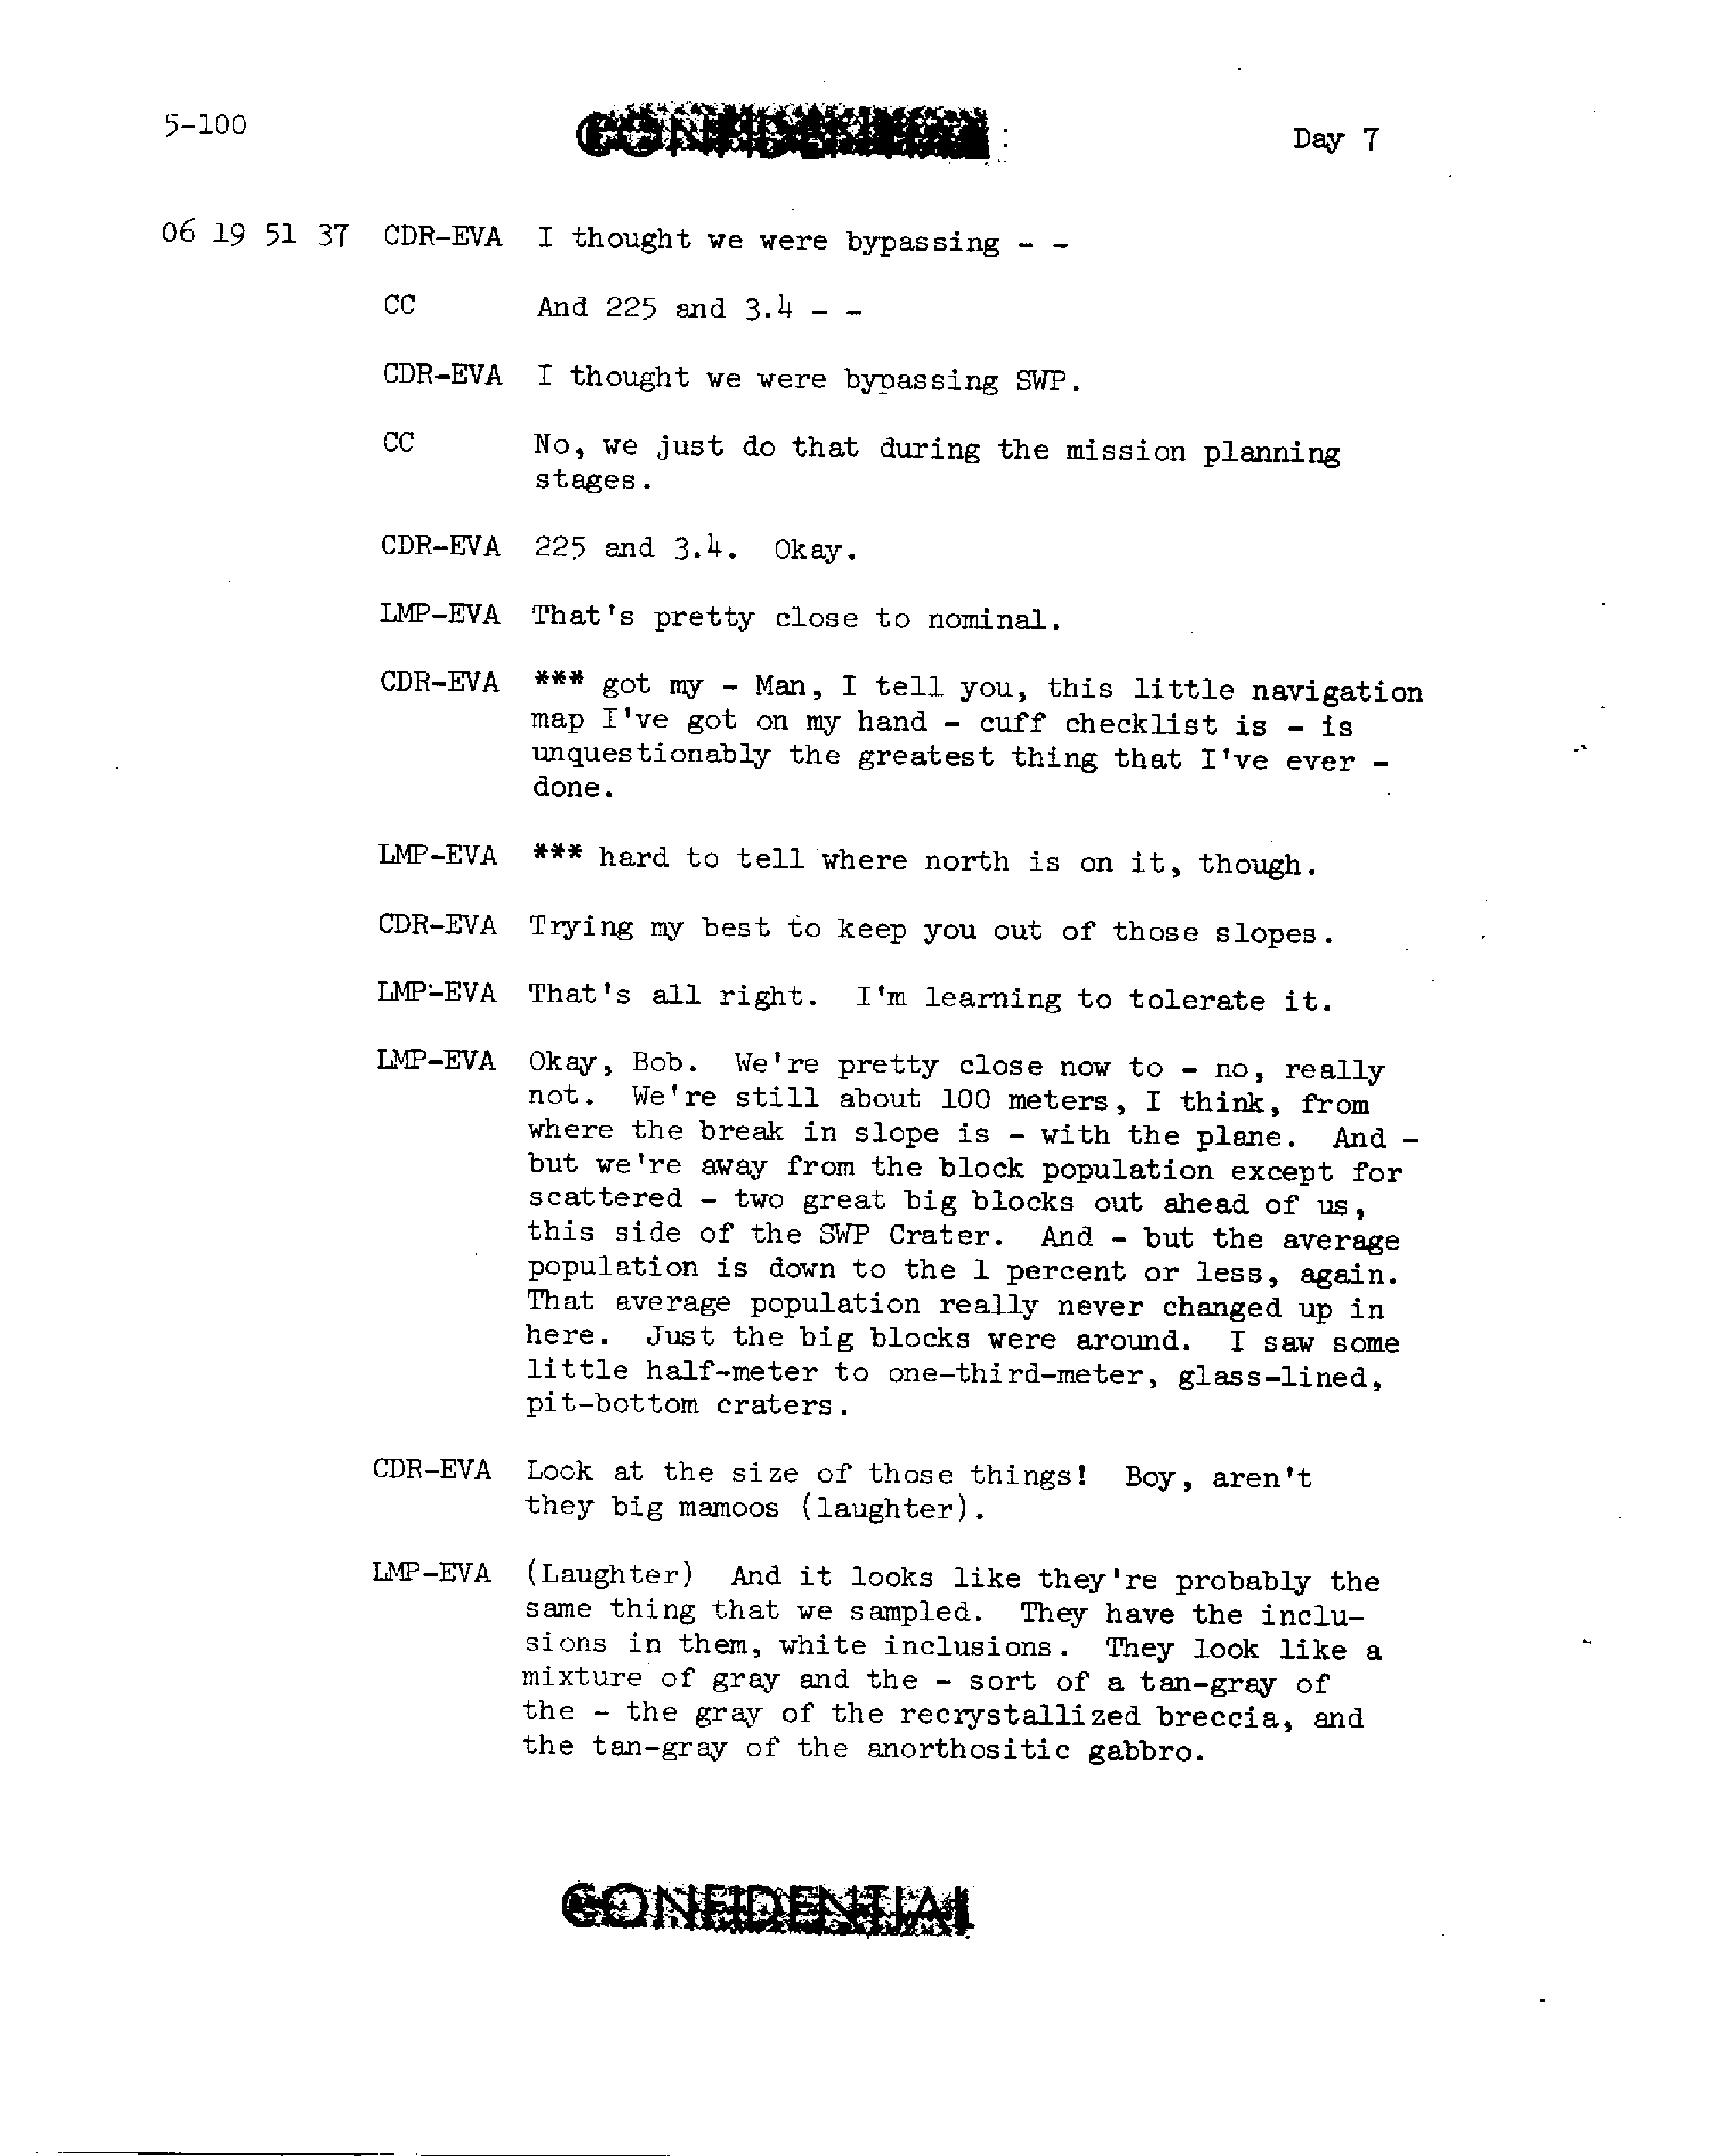 5-100
CONFIDENTIAL
Day 7
06 19 51 37 CDR-EVA I thought we were bypassing - -
CC And 225 and 3.4 - -
CDR-EVA I thought we were bypassing SWP.
CC No, we just do that during the mission planning
stages.
CDR-EVA 225 and 3.4. Okay.
LMP-EVA That's pretty close to nominal.
CDR-EVA *** got my - Man, I tell you, this little navigation
map I've got on my hand - cuff checklist is - is
unquestionably the greatest thing that I've ever -
done.
LMP-EVA *** hard to tell where north is on it, though.
CDR-EVA Trying my best to keep you out of those slopes.
LMP-EVA That's all right. I'm learning to tolerate it.
LMP-EVA Okay, Bob. We're pretty close now to - no, really
not. We're still about 100 meters, I think, from
where the break in slope is - with the plane. And -
but we're away from the block population except for
scattered - two great big blocks out ahead of us,
this side of the SWP Crater. And - but the average
population is down to the 1 percent or less, again.
That average population really never changed up in
here. Just the big blocks were around. I saw some
little half-meter to one-third-meter, glass-lined,
pit-bottom craters.
CDR-EVA Look at the size of those things! Boy, aren't
they big mamoos (laughter).
LMP-EVA (Laughter) And it looks like they're probably the
same thing that we sampled. They have the inclu-
sions in them, white inclusions. They look like a
mixture of gray and the - sort of a tan-gray of
the - the gray of the recrystallized breccia, and
the tan-gray of the anorthositic gabbro.
CONFIDENTIAL